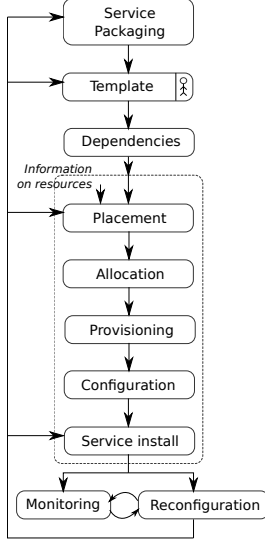 Service
Packaging
Template
Dependencies
Information
on resources
Placement
Allocation
Provisioning
Configuration
Service install
Monitoring
Reconfiguration